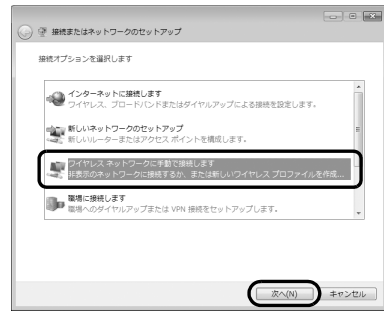 接続またはネットワークのセットアップ
接続オプションを選択します
インターネットに接続します
ワイヤレス、ブロードバンドまたはダイヤルアップによる接続を設定します。
新しいネットワークのセットアップ
新しいルーターまたはアクセス ポイントを構成します。
ワイヤレス ネットワークに手動で接続します
非表示のネットワークに接続するか、または新しいワイヤレス プロファイルを作成...
職場に接続します
職場へのダイヤルアップまたは VPN 接続をセットアップします。
次へ(N) キャンセル